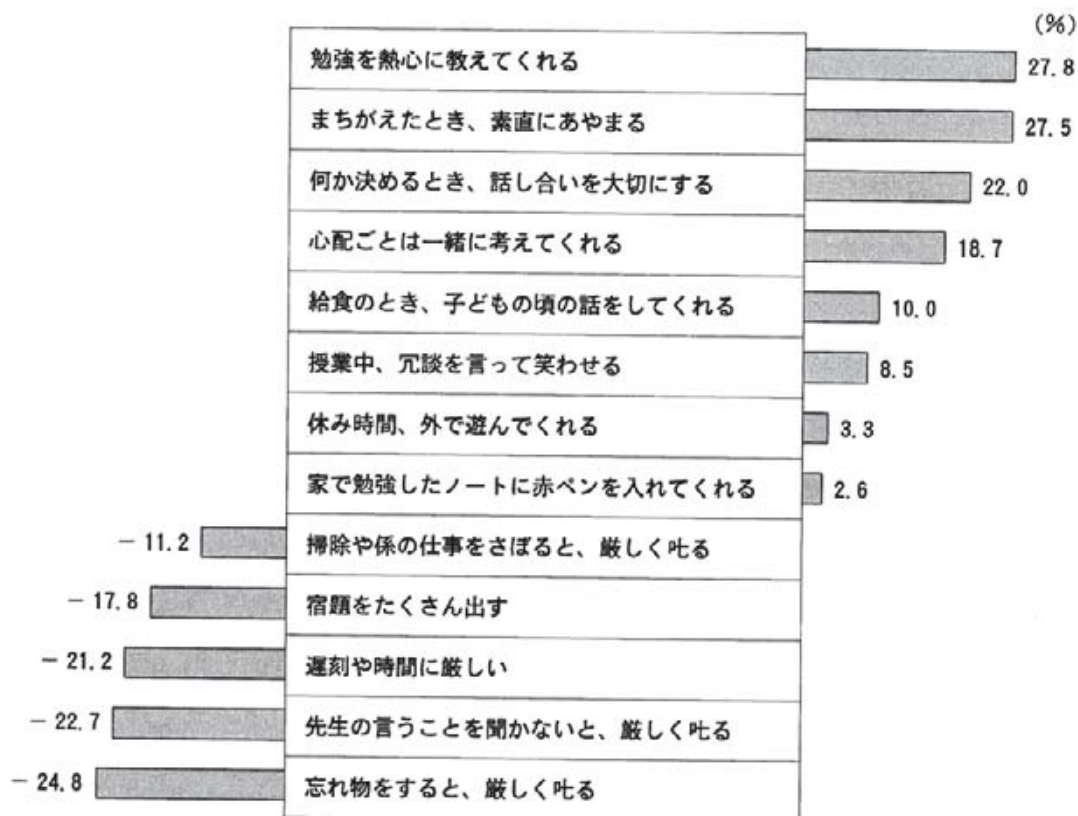 (%)
勉強を熱心に教えてくれる 27.8
まちがえたとき、素直にあやまる 27.5
何か決めるとき、話し合いを大切にする 22.0
心配ごとは一緒に考えてくれる 18.7
給食のとき、子どもの頃の話をしてくれる 10.0
授業中、冗談を言って笑わせる 8.5
休み時間、外で遊んでくれる 3.3
家で勉強したノートに赤ペンを入れてくれる 2.6
－11.2 掃除や係の仕事をさぼると、厳しく叱る
－17.8 宿題をたくさん出す
－21.2 遅刻や時間に厳しい
－22.7 先生の言うことを聞かないと、厳しく叱る
－24.8 忘れ物をすると、厳しく叱る